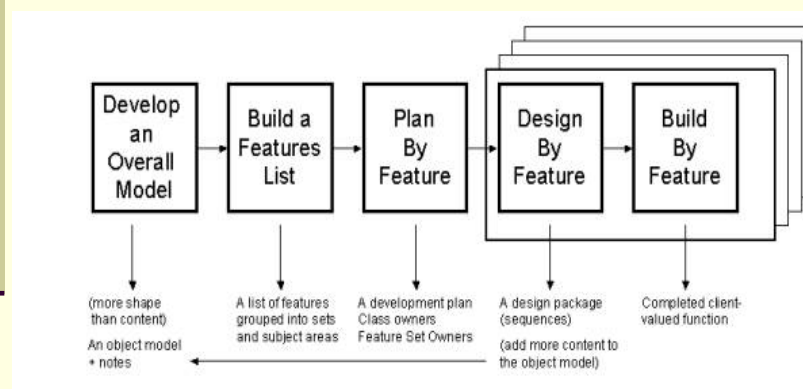 Develop
an
Overall
Model
Build a
Features
List
Plan
By
Feature
Design
By
Feature
Build
By
Feature
(more shape
than content)
An object model
+ notes
A list of features
grouped into sets
and subject areas
A development plan
Class owners
Feature Set Owners
A design package
(sequences)
(add more content to
the object model)
Completed client-
valued function